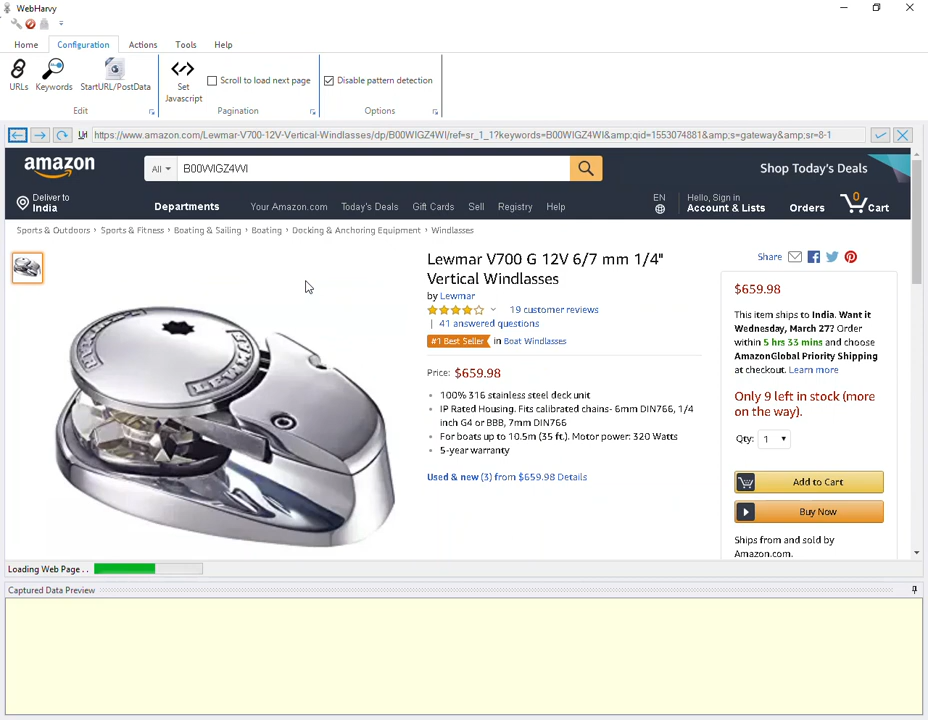 WebHarvy
Home Configuration Actions Tools Help
URLs Keywords StartURL/PostData Set Javascript Scroll to load next page Disable pattern detection
Edit Pagination Options
Url https://www.amazon.com/Lewmar-V700-12V-Vertical-Windlasses/dp/B00WIGZ4WI/ref=sr_1_1?keywords=B00WIGZ4WI&amp;qid=1553074881&amp;s=gateway&amp;sr=8-1
amazon All B00WIGZ4WI Shop Today's Deals
Deliver to
India
Departments Your Amazon.com Today's Deals Gift Cards Sell Registry Help
EN
Hello, Sign in
Account & Lists Orders 0 Cart
Sports & Outdoors › Sports & Fitness › Boating & Sailing › Boating › Docking & Anchoring Equipment › Windlasses
Lewmar V700 G 12V 6/7 mm 1/4"
Vertical Windlasses
by Lewmar
19 customer reviews
| 41 answered questions
#1 Best Seller in Boat Windlasses
Price: $659.98
• 100% 316 stainless steel deck unit
• IP Rated Housing. Fits calibrated chains- 6mm DIN766, 1/4
inch G4 or BBB, 7mm DIN766
• For boats up to 10.5m (35 ft.). Motor power: 320 Watts
• 5-year warranty
Used & new (3) from $659.98 Details
LEWMAR
Share
$659.98
This item ships to India. Want it
Wednesday, March 27? Order
within 5 hrs 33 mins and choose
AmazonGlobal Priority Shipping
at checkout. Learn more
Only 9 left in stock (more
on the way).
Qty: 1
Add to Cart
Buy Now
Ships from and sold by
Amazon.com.
Loading Web Page . .
Captured Data Preview